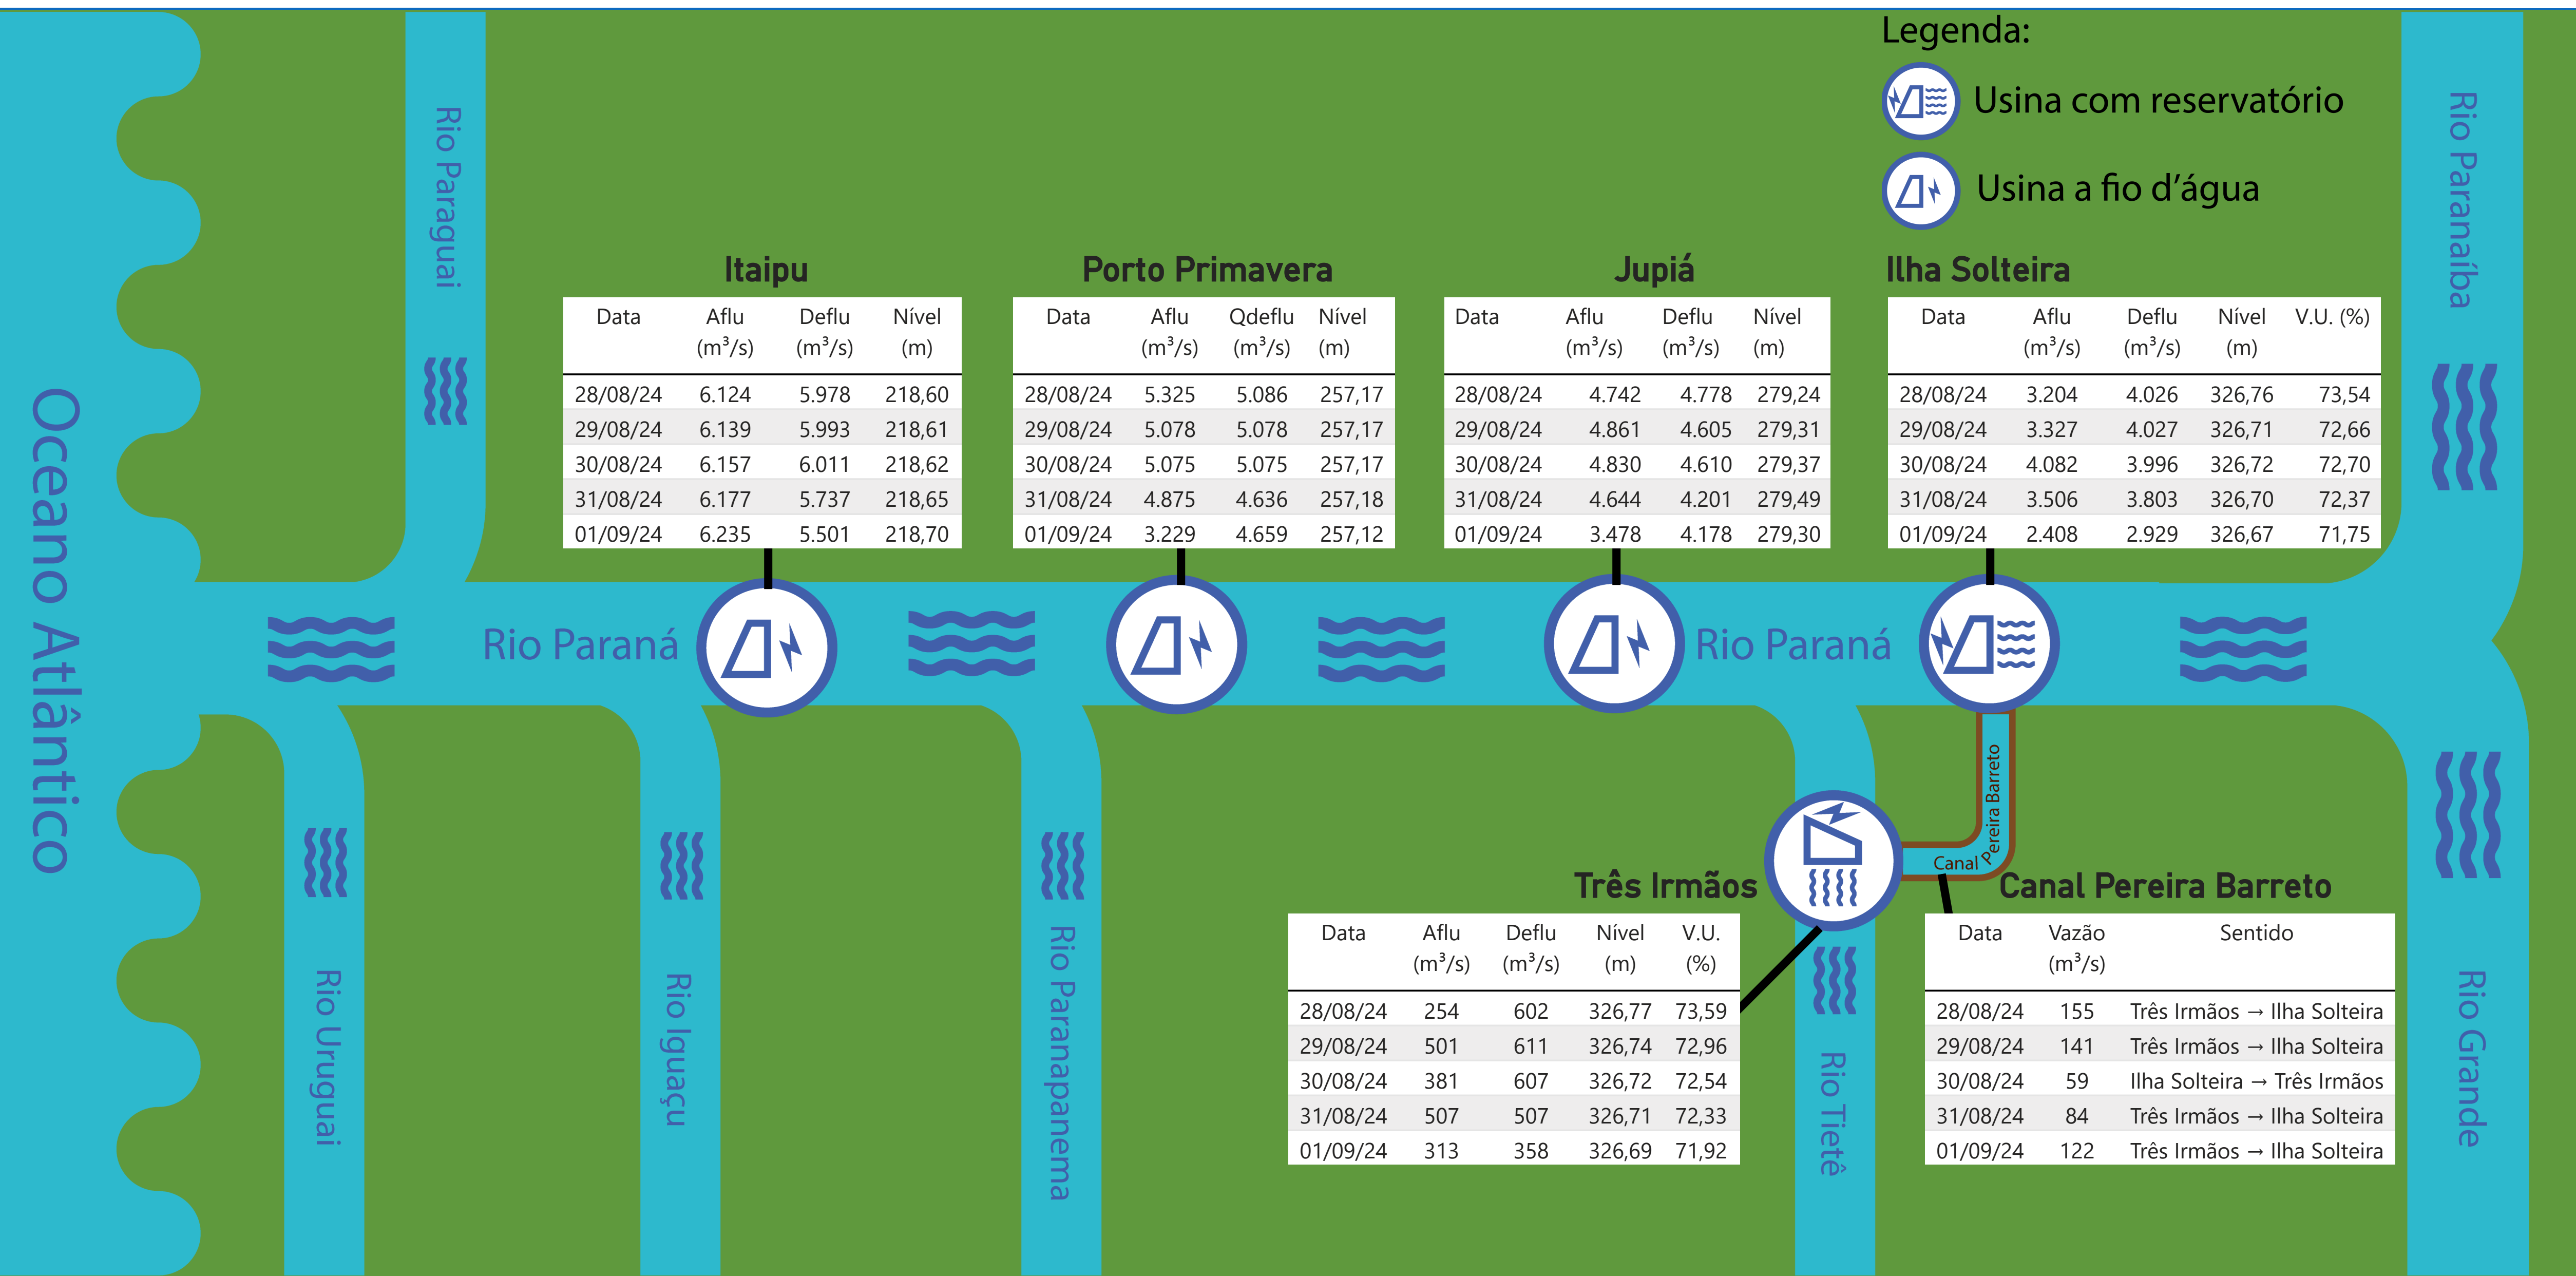 Legenda:
Usina com reservatório
Usina a fio d'água
Oceano Atlântico
Rio Paraguai
Rio Paranaíba
Itaipu
Data Aflu Deflu Nível
(m³/s) (m³/s) (m)
28/08/24 6.124 5.978 218,60
29/08/24 6.139 5.993 218,61
30/08/24 6.157 6.011 218,62
31/08/24 6.177 5.737 218,65
01/09/24 6.235 5.501 218,70
Porto Primavera
Data Aflu Qdeflu Nível
(m³/s) (m³/s) (m)
28/08/24 5.325 5.086 257,17
29/08/24 5.078 5.078 257,17
30/08/24 5.075 5.075 257,17
31/08/24 4.875 4.636 257,18
01/09/24 3.229 4.659 257,12
Jupiá
Data Aflu Deflu Nível
(m³/s) (m³/s) (m)
28/08/24 4.742 4.778 279,24
29/08/24 4.861 4.605 279,31
30/08/24 4.830 4.610 279,37
31/08/24 4.644 4.201 279,49
01/09/24 3.478 4.178 279,30
Ilha Solteira
Data Aflu Deflu Nível V.U. (%)
(m³/s) (m³/s) (m)
28/08/24 3.204 4.026 326,76 73,54
29/08/24 3.327 4.027 326,71 72,66
30/08/24 4.082 3.996 326,72 72,70
31/08/24 3.506 3.803 326,70 72,37
01/09/24 2.408 2.929 326,67 71,75
Rio Paraná
Rio Paraná
Canal Pereira Barreto
Três Irmãos
Data Aflu Deflu Nível V.U.
(m³/s) (m³/s) (m) (%)
28/08/24 254 602 326,77 73,59
29/08/24 501 611 326,74 72,96
30/08/24 381 607 326,72 72,54
31/08/24 507 507 326,71 72,33
01/09/24 313 358 326,69 71,92
Canal Pereira Barreto
Data Vazão Sentido
(m³/s)
28/08/24 155 Três Irmãos → Ilha Solteira
29/08/24 141 Três Irmãos → Ilha Solteira
30/08/24 59 Ilha Solteira → Três Irmãos
31/08/24 84 Três Irmãos → Ilha Solteira
01/09/24 122 Três Irmãos → Ilha Solteira
Rio Uruguai
Rio Iguaçu
Rio Paranapanema
Rio Tietê
Rio Grande